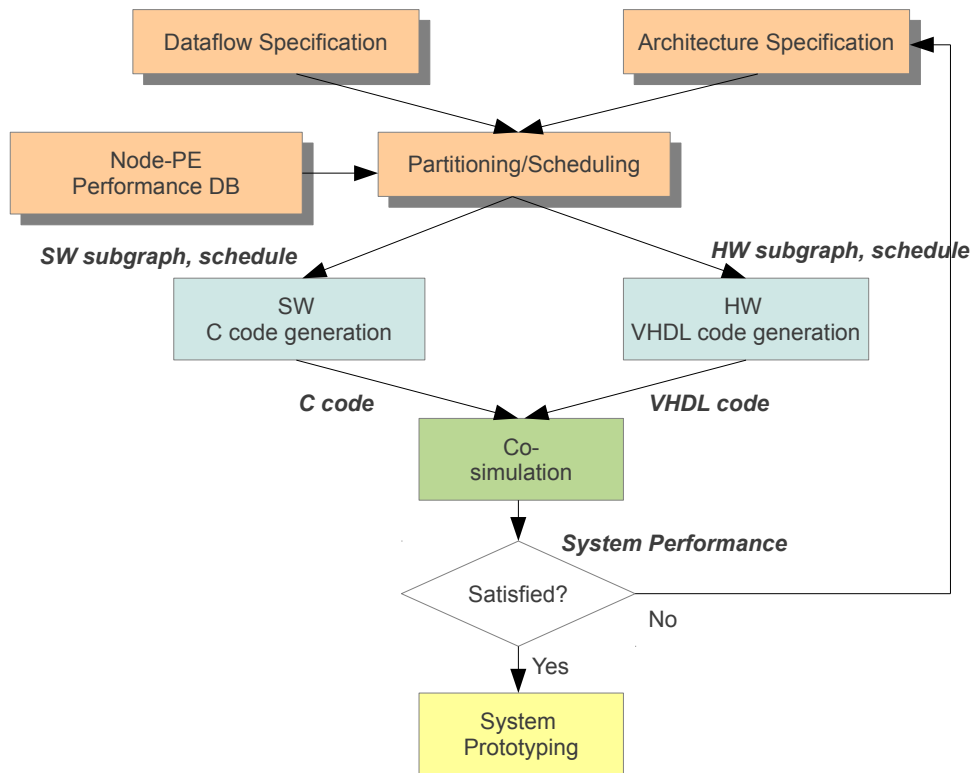 Dataflow Specification
Architecture Specification
Node-PE
Performance DB
Partitioning/Scheduling
SW subgraph, schedule
HW subgraph, schedule
SW
C code generation
HW
VHDL code generation
C code
VHDL code
Co-
simulation
System Performance
Satisfied?
No
Yes
System
Prototyping